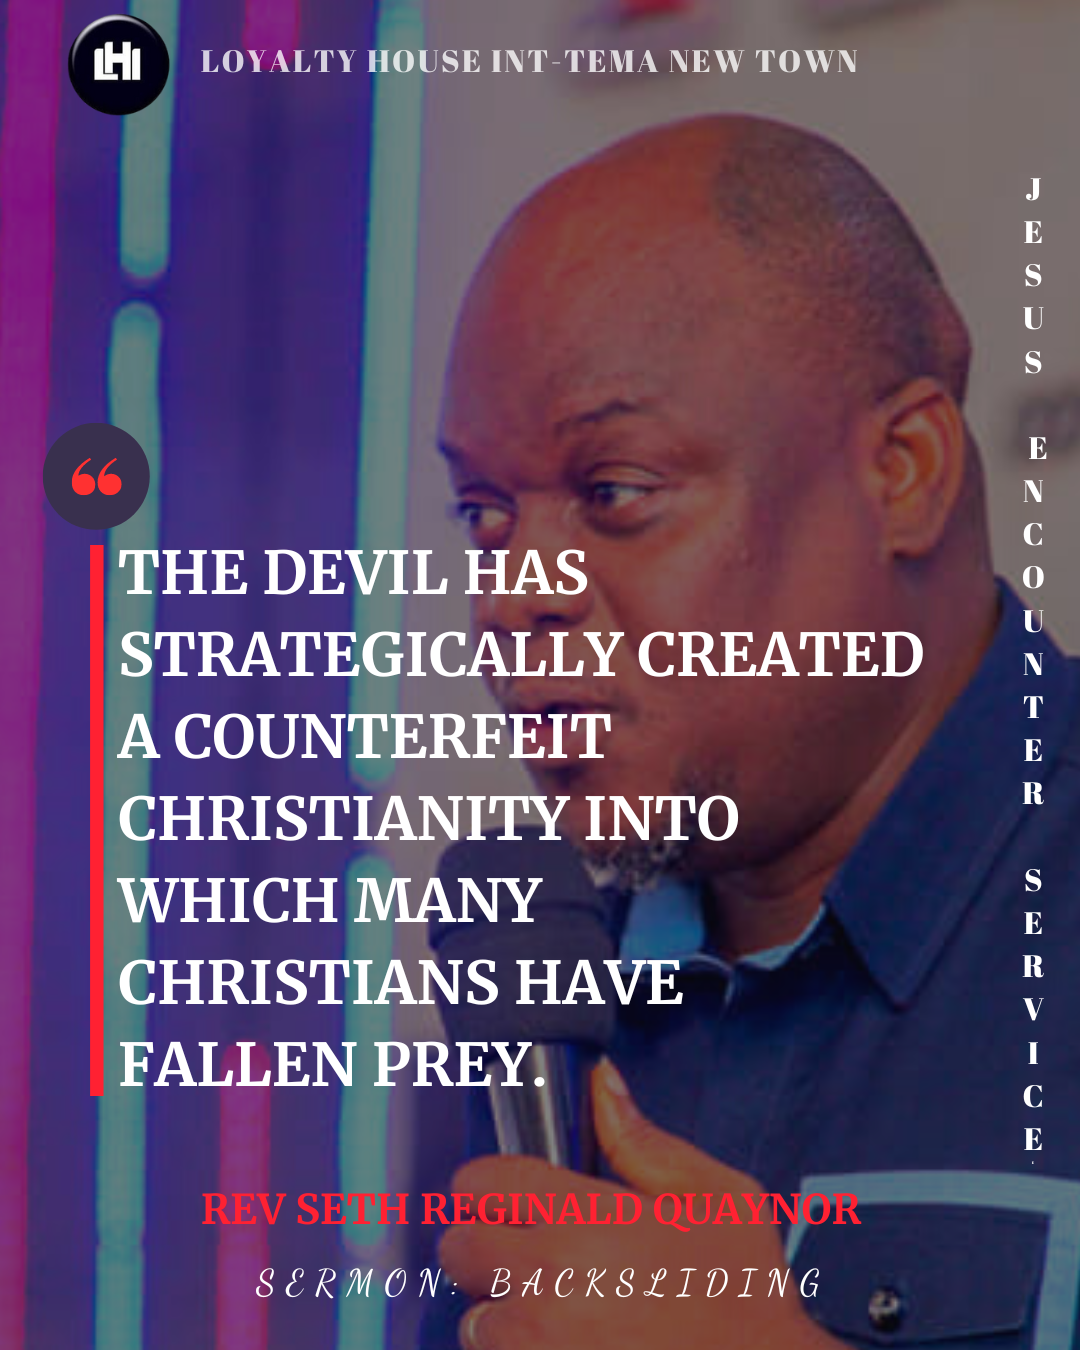 LHI
LOYALTY HOUSE INT-TEMA NEW TOWN
JESUS ENCOUNTER SERVICE
“
THE DEVIL HAS
STRATEGICALLY CREATED
A COUNTERFEIT
CHRISTIANITY INTO
WHICH MANY
CHRISTIANS HAVE
FALLEN PREY.
REV SETH REGINALD QUAYNOR
SERMON: BACKSLIDING